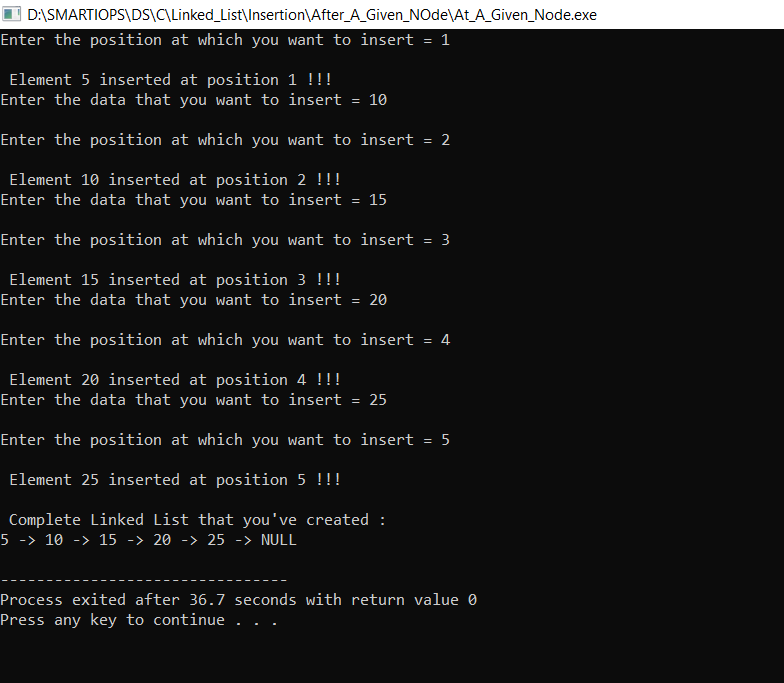 D:\SMARTIOPS\DS\C\Linked_List\Insertion\After_A_Given_NOde\At_A_Given_Node.exe
Enter the position at which you want to insert = 1
Element 5 inserted at position 1 !!!
Enter the data that you want to insert = 10
Enter the position at which you want to insert = 2
Element 10 inserted at position 2 !!!
Enter the data that you want to insert = 15
Enter the position at which you want to insert = 3
Element 15 inserted at position 3 !!!
Enter the data that you want to insert = 20
Enter the position at which you want to insert = 4
Element 20 inserted at position 4 !!!
Enter the data that you want to insert = 25
Enter the position at which you want to insert = 5
Element 25 inserted at position 5 !!!
Complete Linked List that you've created :
5 -> 10 -> 15 -> 20 -> 25 -> NULL
--------------------------------
Process exited after 36.7 seconds with return value 0
Press any key to continue . . .